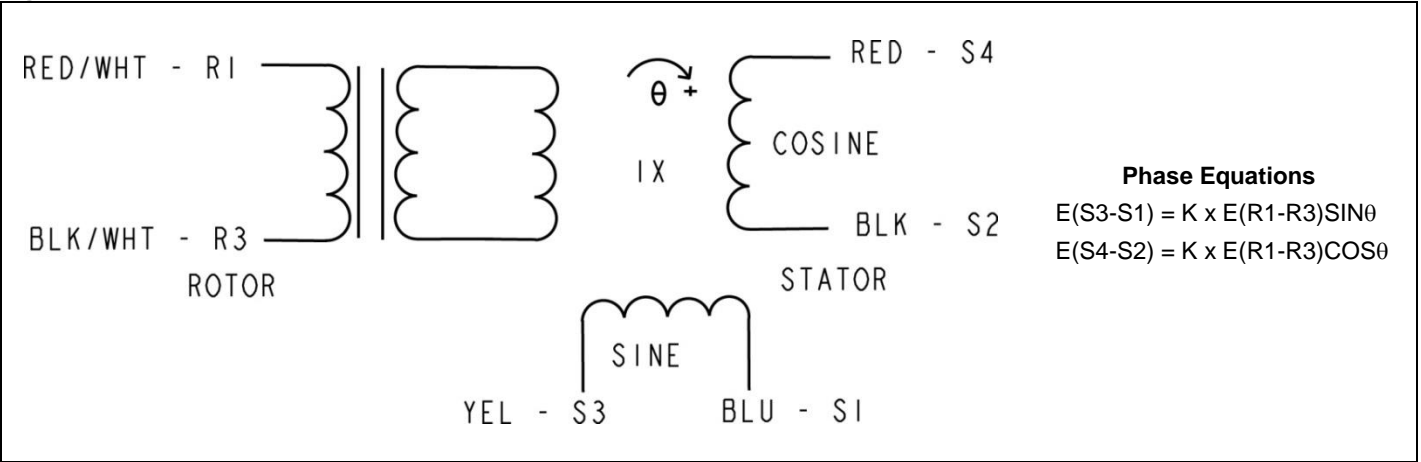 RED/WHT - R1
BLK/WHT - R3
ROTOR
θ +
1X
RED - S4
COSINE
BLK - S2
STATOR
SINE
YEL - S3
BLU - S1
Phase Equations
E(S3-S1) = K x E(R1-R3)SINθ
E(S4-S2) = K x E(R1-R3)COSθ